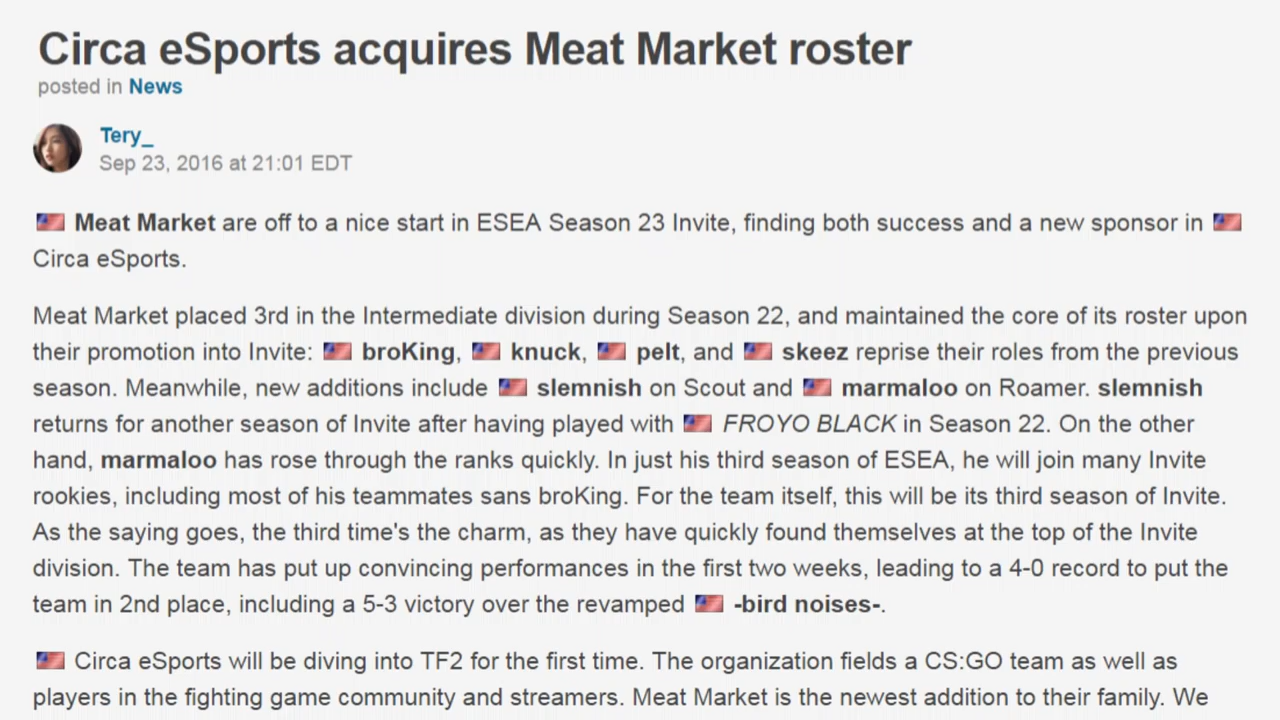 Circa eSports acquires Meat Market roster
posted in News
Tery_
Sep 23, 2016 at 21:01 EDT
Meat Market are off to a nice start in ESEA Season 23 Invite, finding both success and a new sponsor in
Circa eSports.
Meat Market placed 3rd in the Intermediate division during Season 22, and maintained the core of its roster upon
their promotion into Invite: broKing, knuck, pelt, and skeez reprise their roles from the previous
season. Meanwhile, new additions include slemnish on Scout and marmaloo on Roamer. slemnish
returns for another season of Invite after having played with FROYO BLACK in Season 22. On the other
hand, marmaloo has rose through the ranks quickly. In just his third season of ESEA, he will join many Invite
rookies, including most of his teammates sans broKing. For the team itself, this will be its third season of Invite.
As the saying goes, the third time's the charm, as they have quickly found themselves at the top of the Invite
division. The team has put up convincing performances in the first two weeks, leading to a 4-0 record to put the
team in 2nd place, including a 5-3 victory over the revamped -bird noises-.
Circa eSports will be diving into TF2 for the first time. The organization fields a CS:GO team as well as
players in the fighting game community and streamers. Meat Market is the newest addition to their family. We